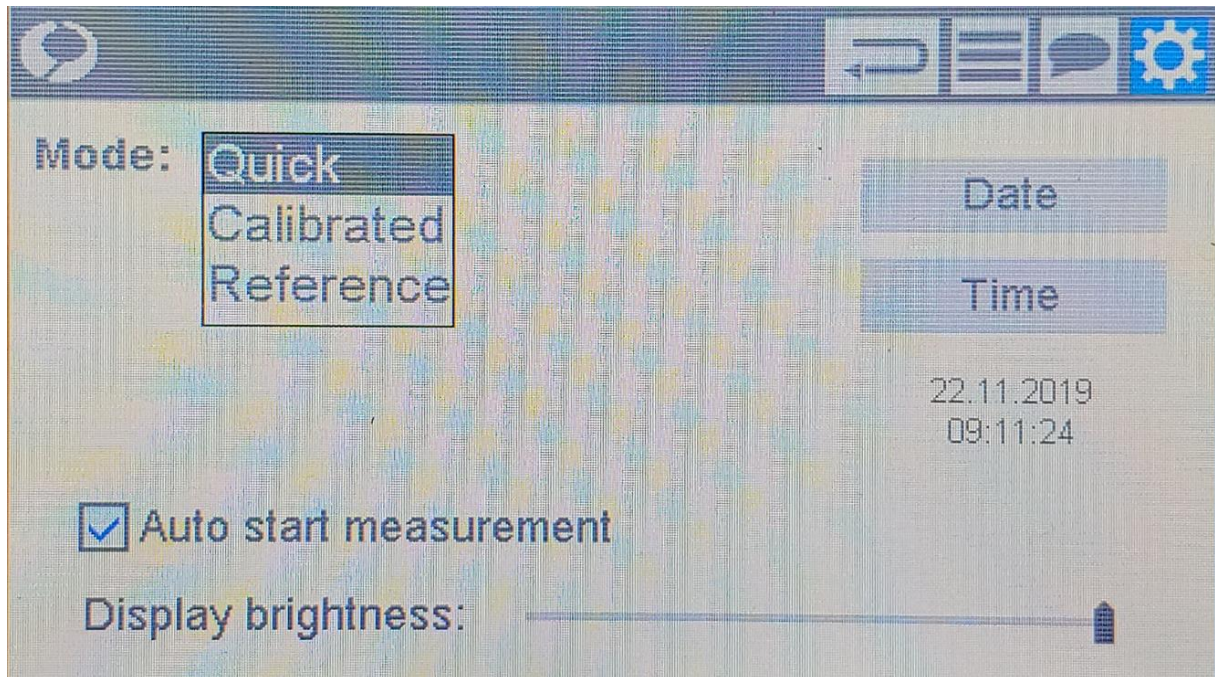 Mode:
Quick
Calibrated
Reference
Date
Time
22.11.2019
09:11:24
Auto start measurement
Display brightness: